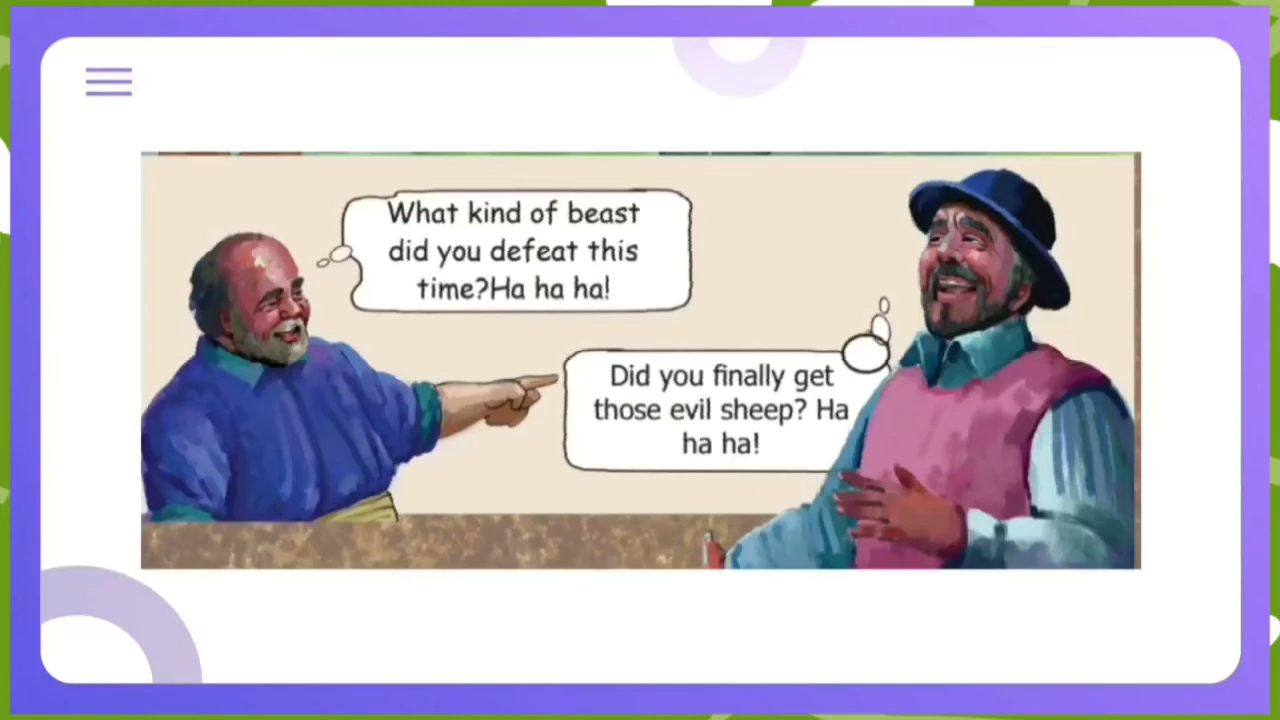 What kind of beast
did you defeat this
time?Ha ha ha!
Did you finally get
those evil sheep? Ha
ha ha!